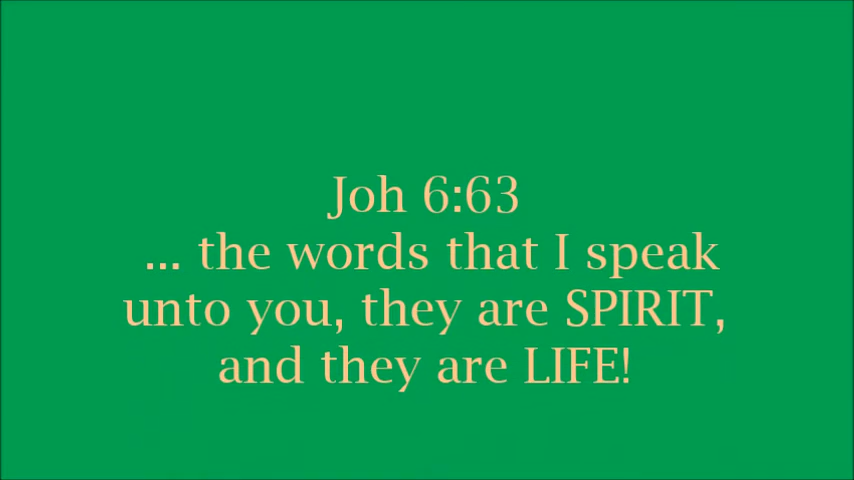 Joh 6:63
... the words that I speak
unto you, they are SPIRIT,
and they are LIFE!